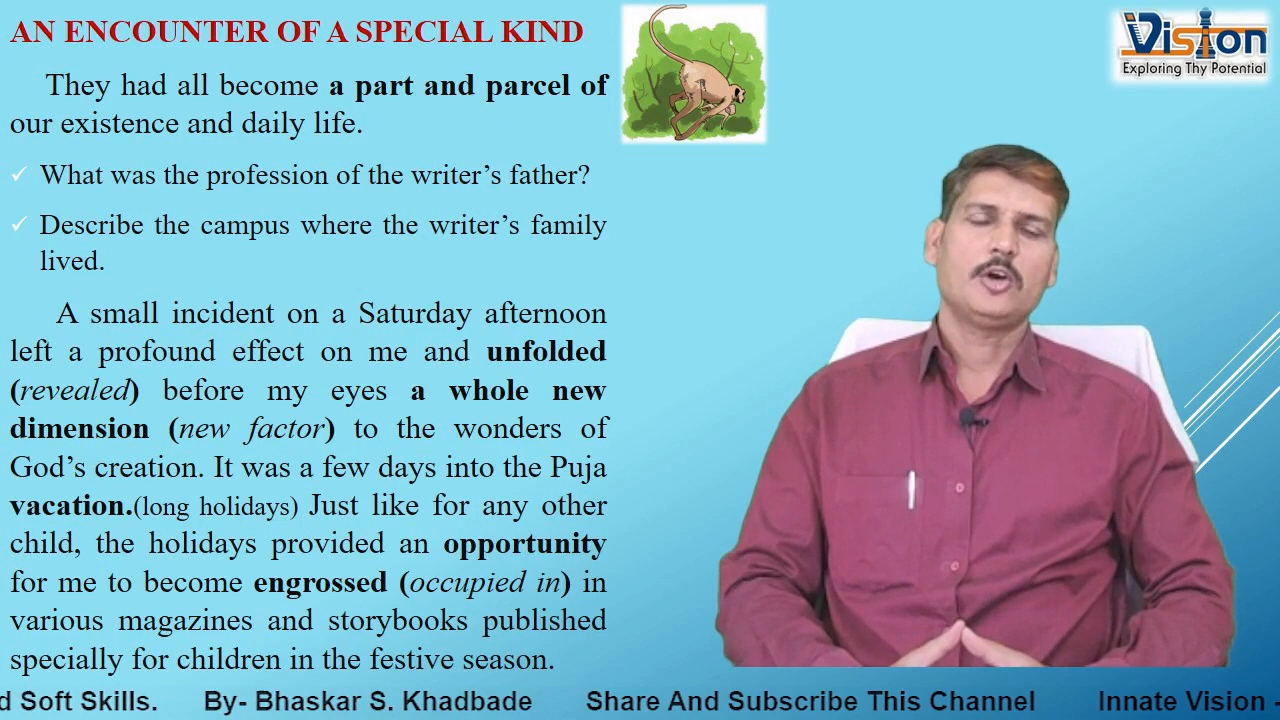 AN ENCOUNTER OF A SPECIAL KIND
They had all become a part and parcel of
our existence and daily life.
✓ What was the profession of the writer's father?
✓ Describe the campus where the writer's family
lived.
A small incident on a Saturday afternoon
left a profound effect on me and unfolded
(revealed) before my eyes a whole new
dimension (new factor) to the wonders of
God's creation. It was a few days into the Puja
vacation.(long holidays) Just like for any other
child, the holidays provided an opportunity
for me to become engrossed (occupied in) in
various magazines and storybooks published
specially for children in the festive season.
iVision
Exploring Thy Potential
d Soft Skills. By- Bhaskar S. Khadbade Share And Subscribe This Channel Innate Vision -